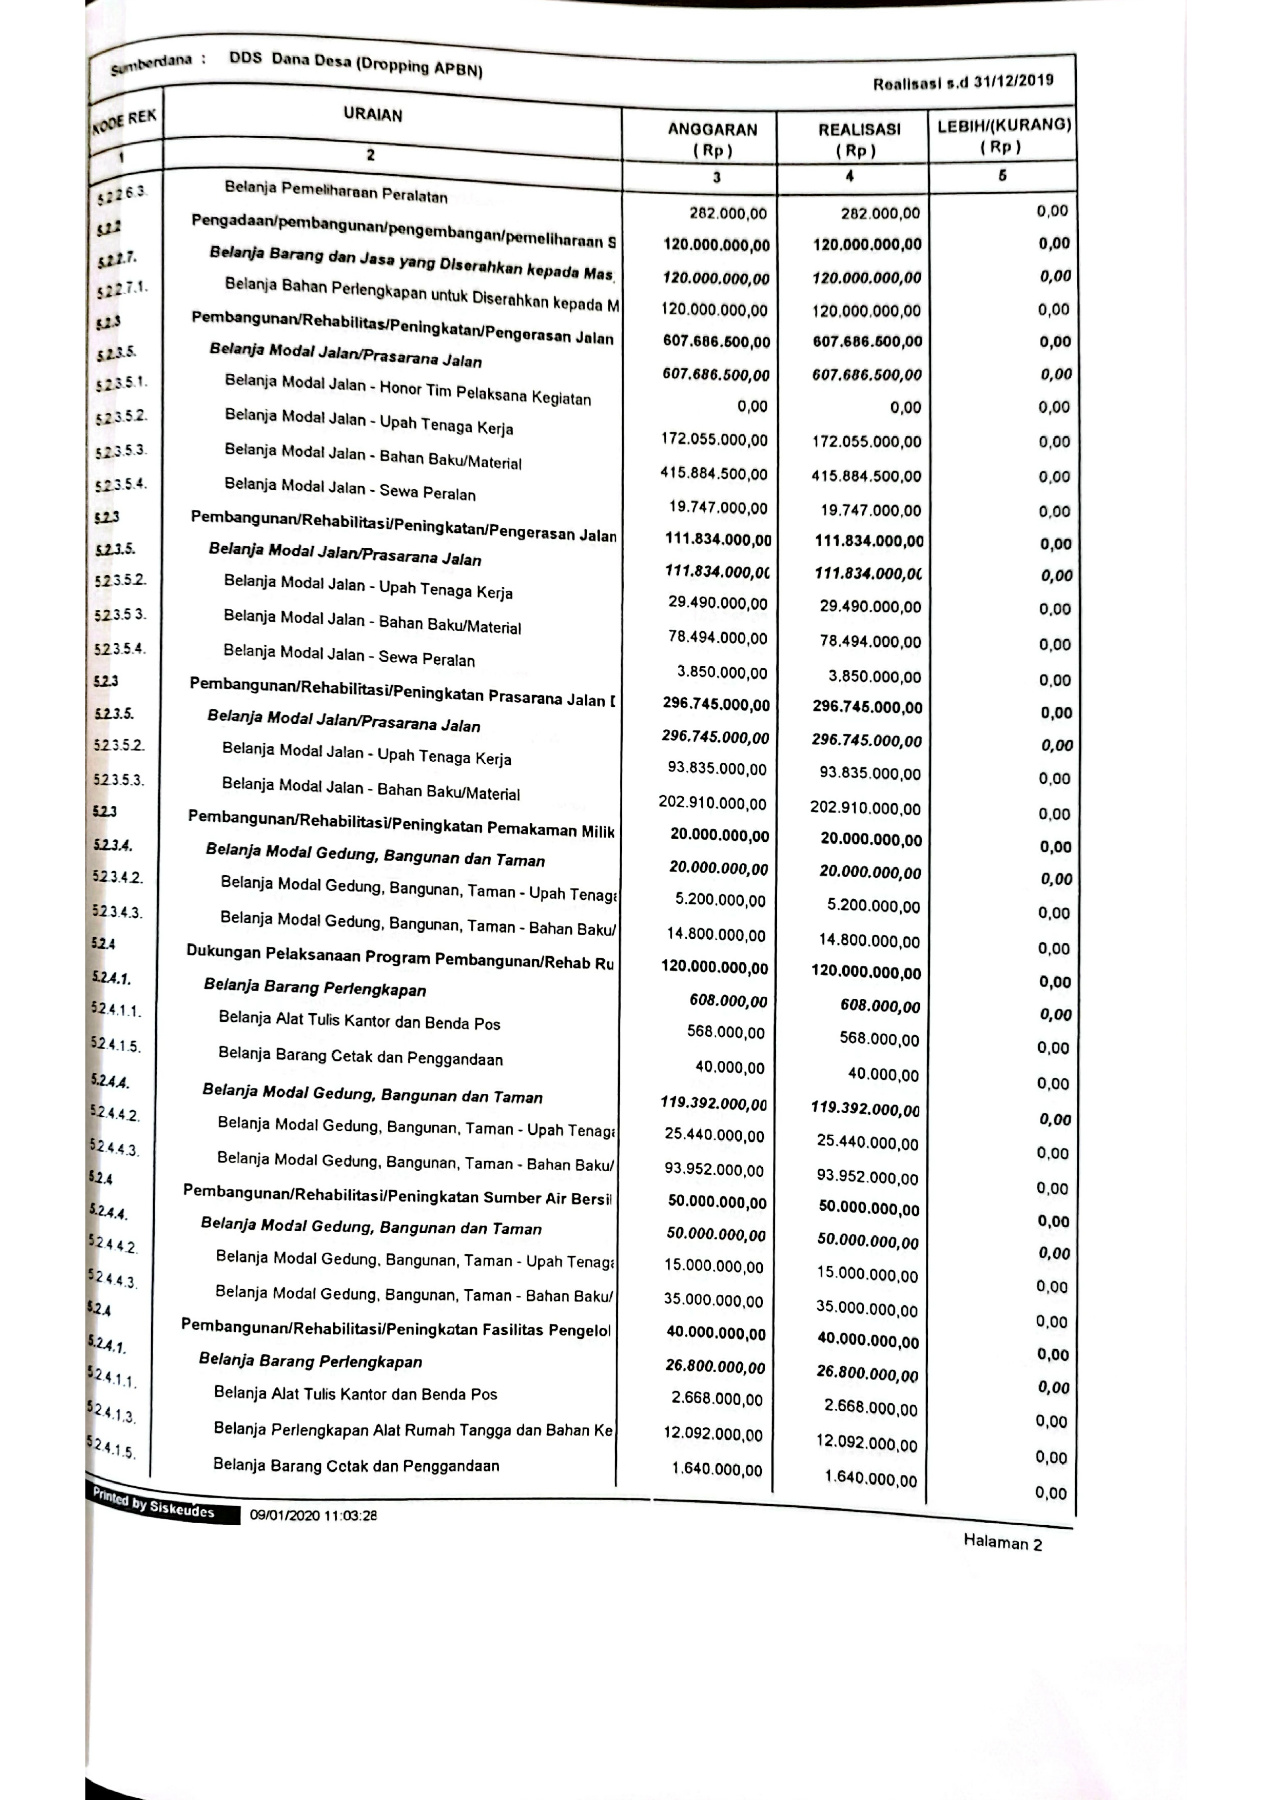 Sumberdana : DDS Dana Desa (Dropping APBN)
Realisasi s.d 31/12/2019
KODE REK URAIAN ANGGARAN ( Rp ) REALISASI ( Rp ) LEBIH/(KURANG) ( Rp )
1 2 3 4 5
5.2.2.6.3. Belanja Pemeliharaan Peralatan 282.000,00 282.000,00 0,00
5.2.2 Pengadaan/pembangunan/pengembangan/pemeliharaan S 120.000.000,00 120.000.000,00 0,00
5.2.2.7. Belanja Barang dan Jasa yang Diserahkan kepada Mas 120.000.000,00 120.000.000,00 0,00
5.2.2.7.1. Belanja Bahan Perlengkapan untuk Diserahkan kepada M 120.000.000,00 120.000.000,00 0,00
5.2.3 Pembangunan/Rehabilitas/Peningkatan/Pengerasan Jalan 607.686.500,00 607.686.500,00 0,00
5.2.3.5. Belanja Modal Jalan/Prasarana Jalan 607.686.500,00 607.686.500,00 0,00
5.2.3.5.1. Belanja Modal Jalan - Honor Tim Pelaksana Kegiatan 0,00 0,00 0,00
5.2.3.5.2. Belanja Modal Jalan - Upah Tenaga Kerja 172.055.000,00 172.055.000,00 0,00
5.2.3.5.3. Belanja Modal Jalan - Bahan Baku/Material 415.884.500,00 415.884.500,00 0,00
5.2.3.5.4. Belanja Modal Jalan - Sewa Peralan 19.747.000,00 19.747.000,00 0,00
5.2.3 Pembangunan/Rehabilitasi/Peningkatan/Pengerasan Jalan 111.834.000,00 111.834.000,00 0,00
5.2.3.5. Belanja Modal Jalan/Prasarana Jalan 111.834.000,00 111.834.000,00 0,00
5.2.3.5.2. Belanja Modal Jalan - Upah Tenaga Kerja 29.490.000,00 29.490.000,00 0,00
5.2.3.5.3. Belanja Modal Jalan - Bahan Baku/Material 78.494.000,00 78.494.000,00 0,00
5.2.3.5.4. Belanja Modal Jalan - Sewa Peralan 3.850.000,00 3.850.000,00 0,00
5.2.3 Pembangunan/Rehabilitasi/Peningkatan Prasarana Jalan 296.745.000,00 296.745.000,00 0,00
5.2.3.5. Belanja Modal Jalan/Prasarana Jalan 296.745.000,00 296.745.000,00 0,00
5.2.3.5.2. Belanja Modal Jalan - Upah Tenaga Kerja 93.835.000,00 93.835.000,00 0,00
5.2.3.5.3. Belanja Modal Jalan - Bahan Baku/Material 202.910.000,00 202.910.000,00 0,00
5.2.3 Pembangunan/Rehabilitasi/Peningkatan Pemakaman Milik 20.000.000,00 20.000.000,00 0,00
5.2.3.4. Belanja Modal Gedung, Bangunan dan Taman 20.000.000,00 20.000.000,00 0,00
5.2.3.4.2. Belanja Modal Gedung, Bangunan, Taman - Upah Tenaga 5.200.000,00 5.200.000,00 0,00
5.2.3.4.3. Belanja Modal Gedung, Bangunan, Taman - Bahan Baku/ 14.800.000,00 14.800.000,00 0,00
5.2.4 Dukungan Pelaksanaan Program Pembangunan/Rehab Ru 120.000.000,00 120.000.000,00 0,00
5.2.4.1. Belanja Barang Perlengkapan 608.000,00 608.000,00 0,00
5.2.4.1.1. Belanja Alat Tulis Kantor dan Benda Pos 568.000,00 568.000,00 0,00
5.2.4.1.5. Belanja Barang Cetak dan Penggandaan 40.000,00 40.000,00 0,00
5.2.4.4. Belanja Modal Gedung, Bangunan dan Taman 119.392.000,00 119.392.000,00 0,00
5.2.4.4.2. Belanja Modal Gedung, Bangunan, Taman - Upah Tenaga 25.440.000,00 25.440.000,00 0,00
5.2.4.4.3. Belanja Modal Gedung, Bangunan, Taman - Bahan Baku/ 93.952.000,00 93.952.000,00 0,00
5.2.4 Pembangunan/Rehabilitasi/Peningkatan Sumber Air Bersi 50.000.000,00 50.000.000,00 0,00
5.2.4.4. Belanja Modal Gedung, Bangunan dan Taman 50.000.000,00 50.000.000,00 0,00
5.2.4.4.2. Belanja Modal Gedung, Bangunan, Taman - Upah Tenaga 15.000.000,00 15.000.000,00 0,00
5.2.4.4.3. Belanja Modal Gedung, Bangunan, Taman - Bahan Baku/ 35.000.000,00 35.000.000,00 0,00
5.2.4 Pembangunan/Rehabilitasi/Peningkatan Fasilitas Pengelol 40.000.000,00 40.000.000,00 0,00
5.2.4.1. Belanja Barang Perlengkapan 26.800.000,00 26.800.000,00 0,00
5.2.4.1.1. Belanja Alat Tulis Kantor dan Benda Pos 2.668.000,00 2.668.000,00 0,00
5.2.4.1.3. Belanja Perlengkapan Alat Rumah Tangga dan Bahan Ke 12.092.000,00 12.092.000,00 0,00
5.2.4.1.5. Belanja Barang Cetak dan Penggandaan 1.640.000,00 1.640.000,00 0,00
Printed by Siskeudes 09/01/2020 11:03:28
Halaman 2